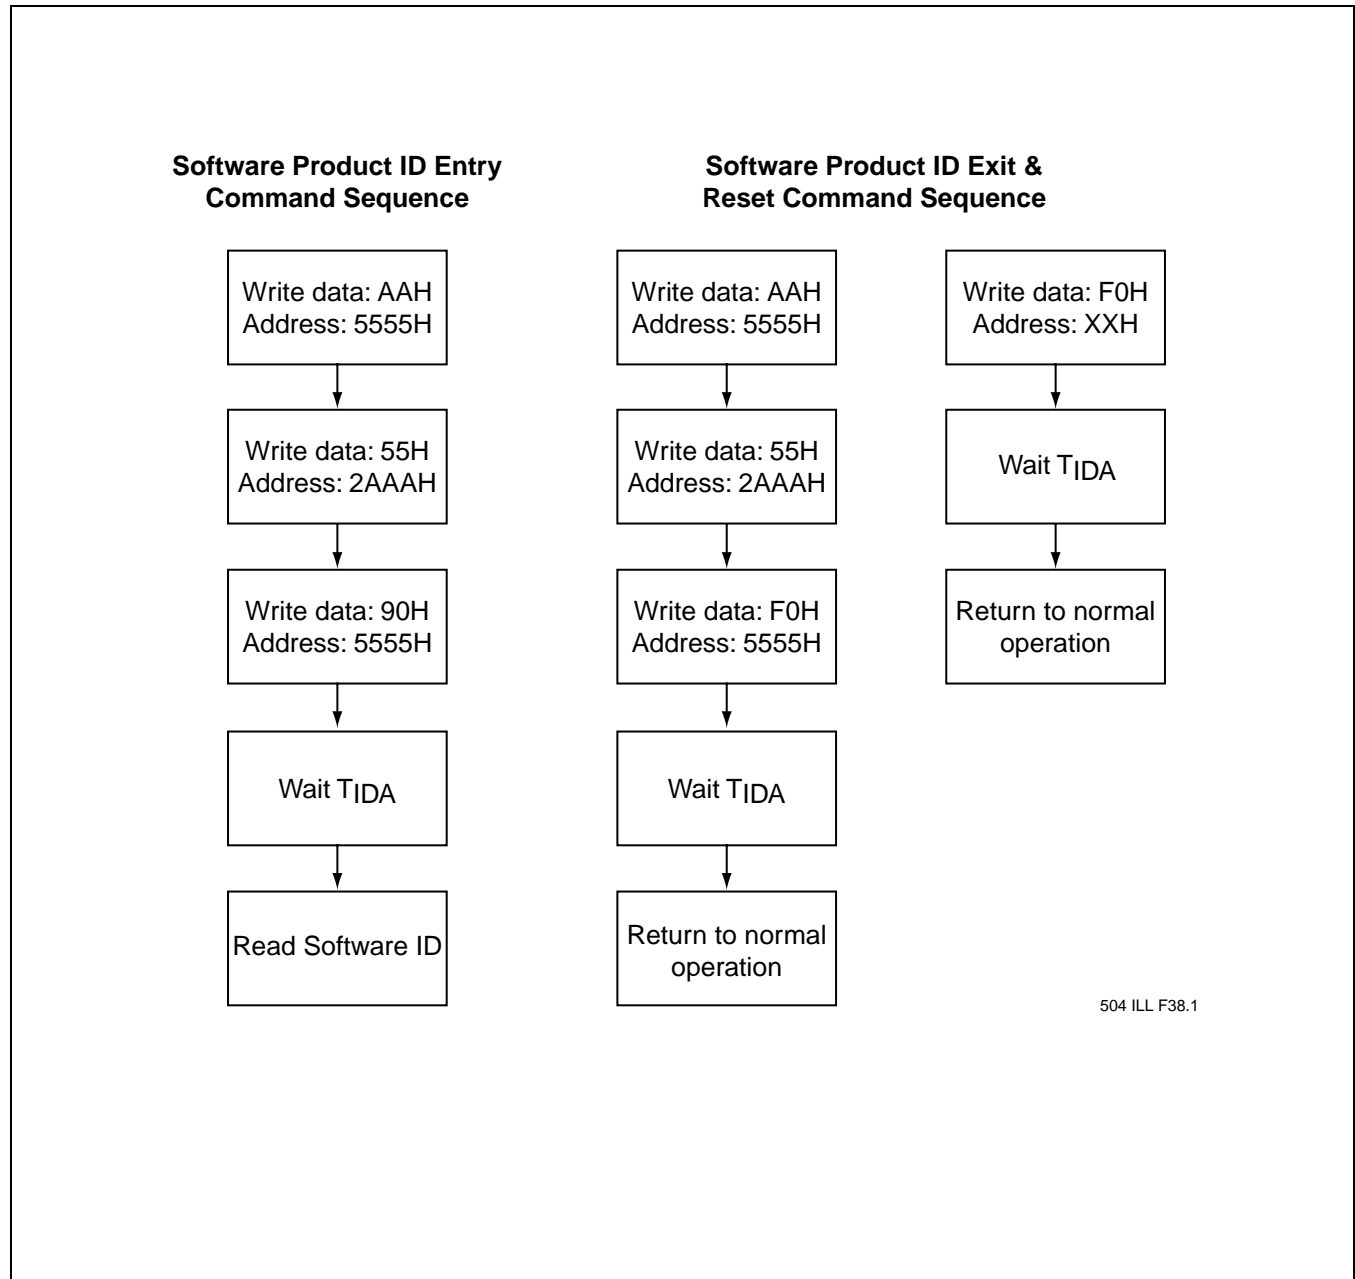 Software Product ID Entry
Command Sequence
Write data: AAH
Address: 5555H
Write data: 55H
Address: 2AAAH
Write data: 90H
Address: 5555H
Wait TIDA
Read Software ID
Software Product ID Exit &
Reset Command Sequence
Write data: AAH
Address: 5555H
Write data: 55H
Address: 2AAAH
Write data: F0H
Address: 5555H
Wait TIDA
Return to normal
operation
Write data: F0H
Address: XXH
Wait TIDA
Return to normal
operation
504 ILL F38.1